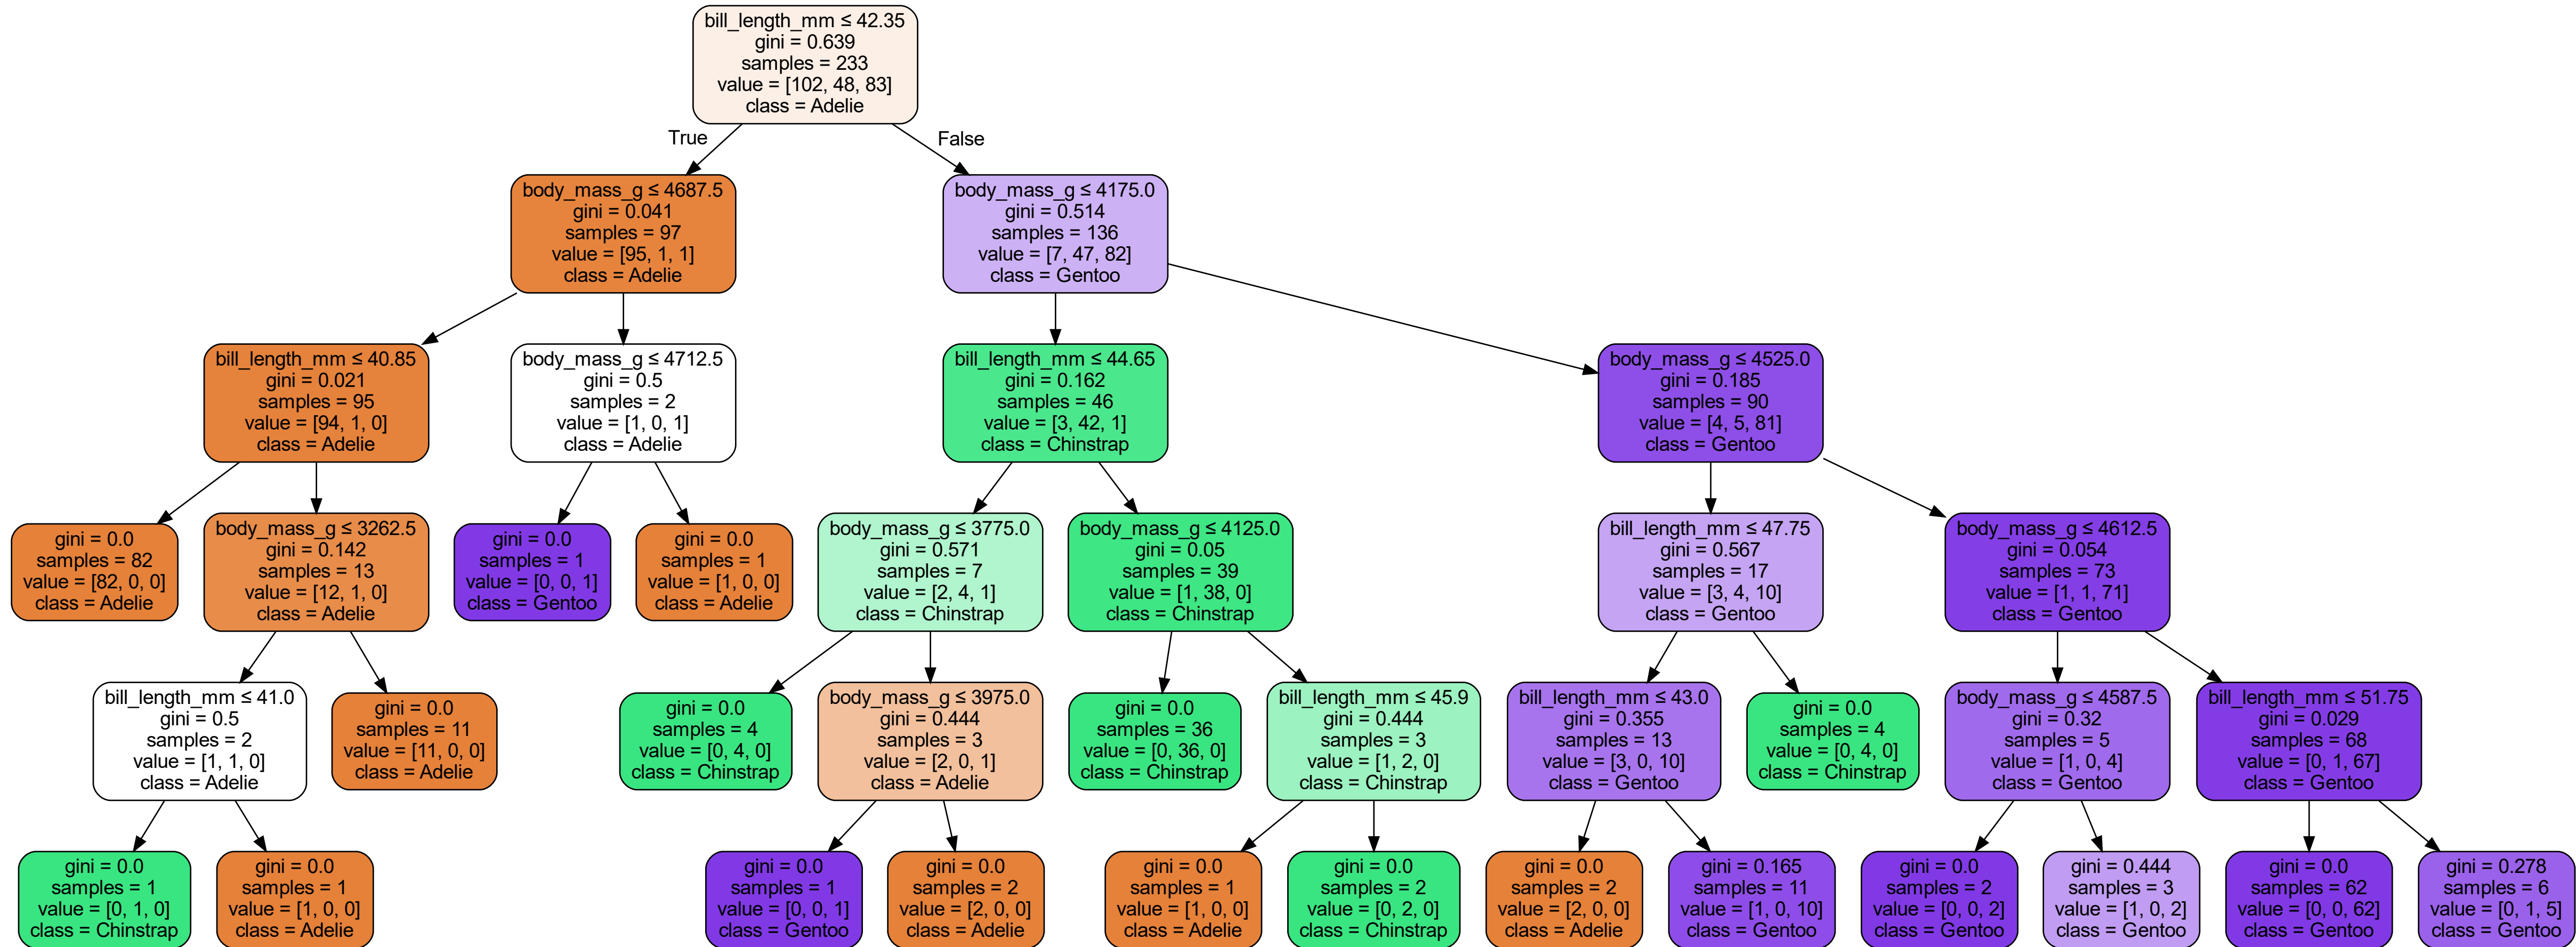 bill_length_mm ≤ 42.35
gini = 0.639
samples = 233
value = [102, 48, 83]
class = Adelie
True
False
body_mass_g ≤ 4687.5
gini = 0.041
samples = 97
value = [95, 1, 1]
class = Adelie
body_mass_g ≤ 4175.0
gini = 0.514
samples = 136
value = [7, 47, 82]
class = Gentoo
bill_length_mm ≤ 40.85
gini = 0.021
samples = 95
value = [94, 1, 0]
class = Adelie
body_mass_g ≤ 4712.5
gini = 0.5
samples = 2
value = [1, 0, 1]
class = Adelie
bill_length_mm ≤ 44.65
gini = 0.162
samples = 46
value = [3, 42, 1]
class = Chinstrap
body_mass_g ≤ 4525.0
gini = 0.185
samples = 90
value = [4, 5, 81]
class = Gentoo
gini = 0.0
samples = 82
value = [82, 0, 0]
class = Adelie
body_mass_g ≤ 3262.5
gini = 0.142
samples = 13
value = [12, 1, 0]
class = Adelie
gini = 0.0
samples = 1
value = [0, 0, 1]
class = Gentoo
gini = 0.0
samples = 1
value = [1, 0, 0]
class = Adelie
body_mass_g ≤ 3775.0
gini = 0.571
samples = 7
value = [2, 4, 1]
class = Chinstrap
body_mass_g ≤ 4125.0
gini = 0.05
samples = 39
value = [1, 38, 0]
class = Chinstrap
bill_length_mm ≤ 47.75
gini = 0.567
samples = 17
value = [3, 4, 10]
class = Gentoo
body_mass_g ≤ 4612.5
gini = 0.054
samples = 73
value = [1, 1, 71]
class = Gentoo
bill_length_mm ≤ 41.0
gini = 0.5
samples = 2
value = [1, 1, 0]
class = Adelie
gini = 0.0
samples = 11
value = [11, 0, 0]
class = Adelie
gini = 0.0
samples = 4
value = [0, 4, 0]
class = Chinstrap
body_mass_g ≤ 3975.0
gini = 0.444
samples = 3
value = [2, 0, 1]
class = Adelie
gini = 0.0
samples = 36
value = [0, 36, 0]
class = Chinstrap
bill_length_mm ≤ 45.9
gini = 0.444
samples = 3
value = [1, 2, 0]
class = Chinstrap
bill_length_mm ≤ 43.0
gini = 0.355
samples = 13
value = [3, 0, 10]
class = Gentoo
gini = 0.0
samples = 4
value = [0, 4, 0]
class = Chinstrap
body_mass_g ≤ 4587.5
gini = 0.32
samples = 5
value = [1, 0, 4]
class = Gentoo
bill_length_mm ≤ 51.75
gini = 0.029
samples = 68
value = [0, 1, 67]
class = Gentoo
gini = 0.0
samples = 1
value = [0, 1, 0]
class = Chinstrap
gini = 0.0
samples = 1
value = [1, 0, 0]
class = Adelie
gini = 0.0
samples = 1
value = [0, 0, 1]
class = Gentoo
gini = 0.0
samples = 2
value = [2, 0, 0]
class = Adelie
gini = 0.0
samples = 1
value = [1, 0, 0]
class = Adelie
gini = 0.0
samples = 2
value = [0, 2, 0]
class = Chinstrap
gini = 0.0
samples = 2
value = [2, 0, 0]
class = Adelie
gini = 0.165
samples = 11
value = [1, 0, 10]
class = Gentoo
gini = 0.0
samples = 2
value = [0, 0, 2]
class = Gentoo
gini = 0.444
samples = 3
value = [1, 0, 2]
class = Gentoo
gini = 0.0
samples = 62
value = [0, 0, 62]
class = Gentoo
gini = 0.278
samples = 6
value = [0, 1, 5]
class = Gentoo